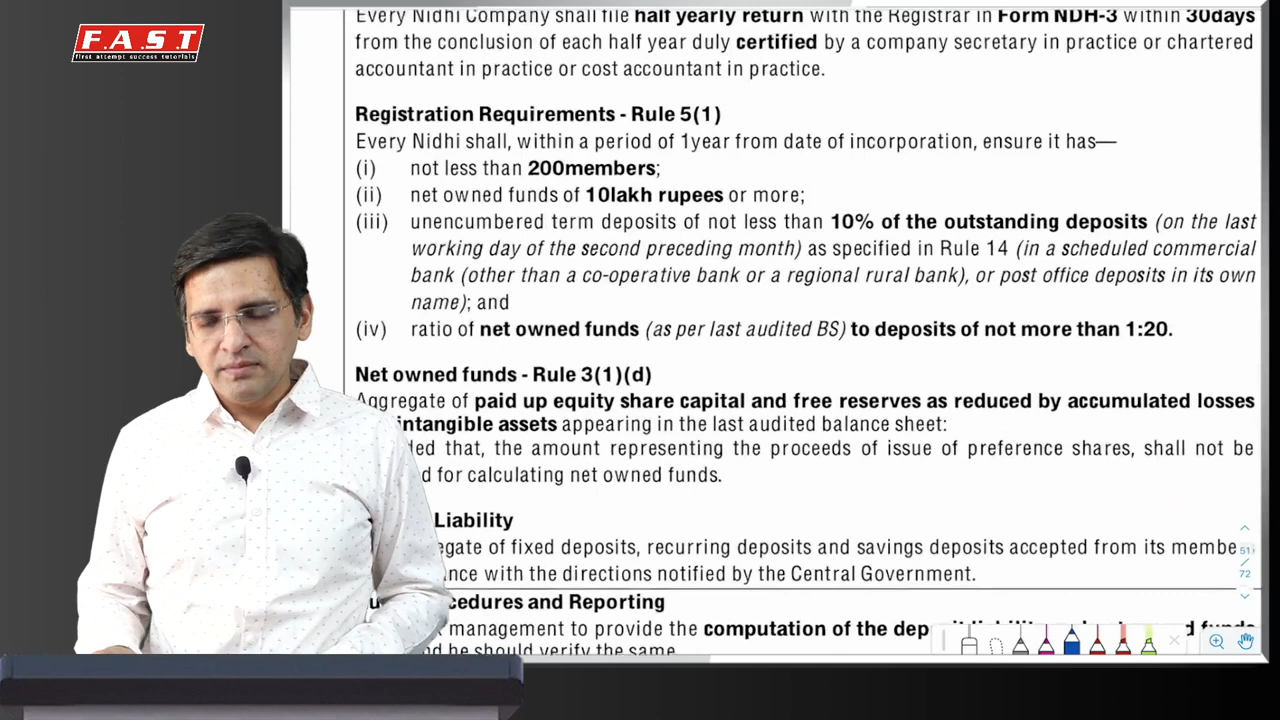 F.A.S.T
first attempt success tutorials
Every Nidhi Company shall file half yearly return with the Registrar in Form NDH-3 within 30days
from the conclusion of each half year duly certified by a company secretary in practice or chartered
accountant in practice or cost accountant in practice.
Registration Requirements - Rule 5(1)
Every Nidhi shall, within a period of 1year from date of incorporation, ensure it has—
(i) not less than 200members;
(ii) net owned funds of 10lakh rupees or more;
(iii) unencumbered term deposits of not less than 10% of the outstanding deposits (on the last
working day of the second preceding month) as specified in Rule 14 (in a scheduled commercial
bank (other than a co-operative bank or a regional rural bank), or post office deposits in its own
name); and
(iv) ratio of net owned funds (as per last audited BS) to deposits of not more than 1:20.
Net owned funds - Rule 3(1)(d)
Aggregate of paid up equity share capital and free reserves as reduced by accumulated losses
intangible assets appearing in the last audited balance sheet:
that, the amount representing the proceeds of issue of preference shares, shall not be
for calculating net owned funds.
Liability
of fixed deposits, recurring deposits and savings deposits accepted from its
with the directions notified by the Central Government.
and Reporting
management to provide the computation of the
he should verify the same.
51
/
72